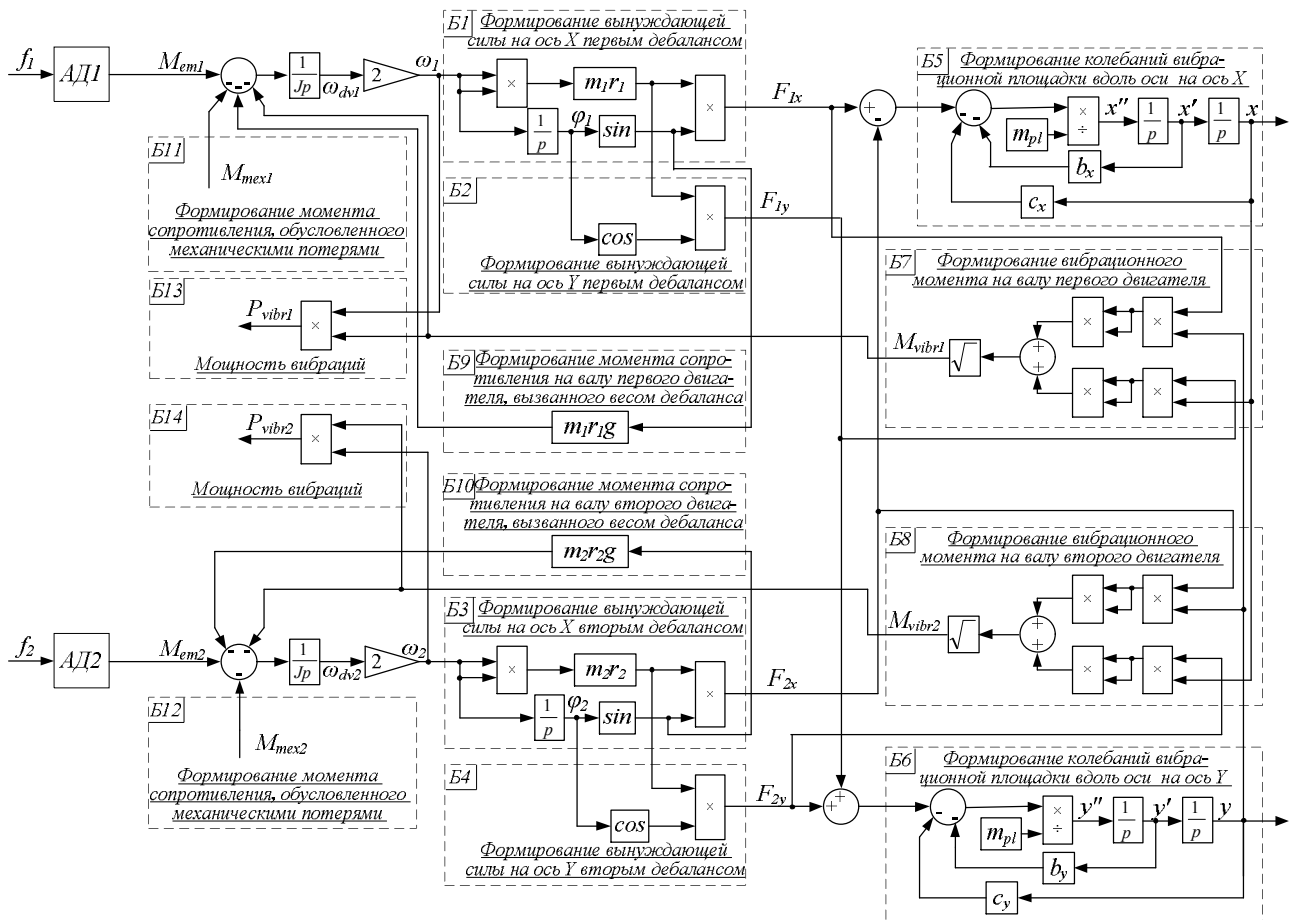 f1
АД1
Mem1
1
Jp
ωdv1
2
ω1
Б11
Mmex1
Формирование момента
сопротивления, обусловленного
механическими потерями
Б1
Формирование вынуждающей
силы на ось X первым дебалансом
×
m1r1
×
1
p
φ1
sin
F1x
Б2
×
cos
F1y
Формирование вынуждающей
силы на ось Y первым дебалансом
Б5
Формирование колебаний вибра-
ционной площадки вдоль оси на ось X
+
-
- -
×
÷
mpl
x''
1
p
x'
1
p
x
bx
cx
Б7
Формирование вибрационного
момента на валу первого двигателя
×
×
+
+
×
×
√
Mvibr1
Б13
Pvibr1
×
Мощность вибраций
Б9
Формирование момента сопро-
тивления на валу первого двига-
теля, вызванного весом дебаланса
m1r1g
Б14
Pvibr2
×
Мощность вибраций
Б10
Формирование момента сопро-
тивления на валу второго двига-
теля, вызванного весом дебаланса
m2r2g
Б8
Формирование вибрационного
момента на валу второго двигателя
×
×
+
+
×
×
√
Mvibr2
f2
АД2
Mem2
- -
-
1
Jp
ωdv2
2
ω2
Б12
Mmex2
Формирование момента
сопротивления, обусловленного
механическими потерями
Б3
Формирование вынуждающей
силы на ось X вторым дебалансом
×
m2r2
×
1
p
φ2
sin
F2x
Б4
×
cos
F2y
Формирование вынуждающей
силы на ось Y вторым дебалансом
+ +
Б6
Формирование колебаний вибра-
ционной площадки вдоль оси на ось Y
- -
×
÷
mpl
y''
1
p
y'
1
p
y
by
cy